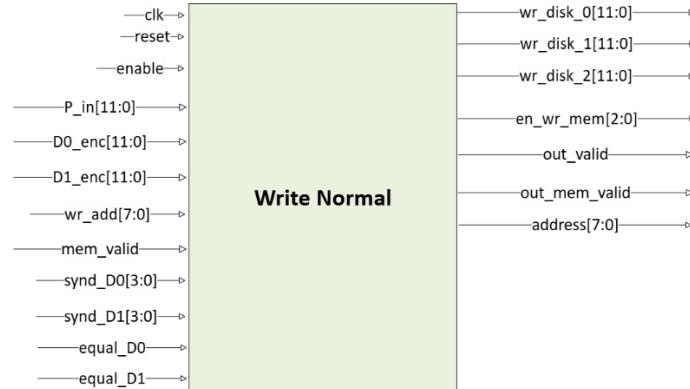 clk
reset
enable
P_in[11:0]
D0_enc[11:0]
D1_enc[11:0]
wr_add[7:0]
mem_valid
synd_D0[3:0]
synd_D1[3:0]
equal_D0
equal_D1
Write Normal
wr_disk_0[11:0]
wr_disk_1[11:0]
wr_disk_2[11:0]
en_wr_mem[2:0]
out_valid
out_mem_valid
address[7:0]